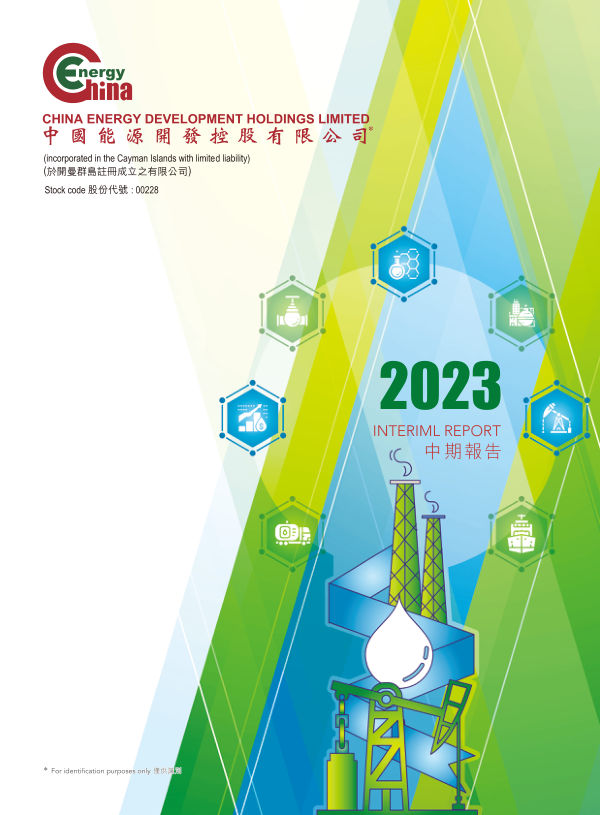 Energy
China
CHINA ENERGY DEVELOPMENT HOLDINGS LIMITED
中國能源開發控股有限公司*
(incorporated in the Cayman Islands with limited liability)
(於開曼群島註冊成立之有限公司)
Stock code 股份代號 : 00228
2023
INTERIML REPORT
中期報告
* For identification purposes only 僅供識別